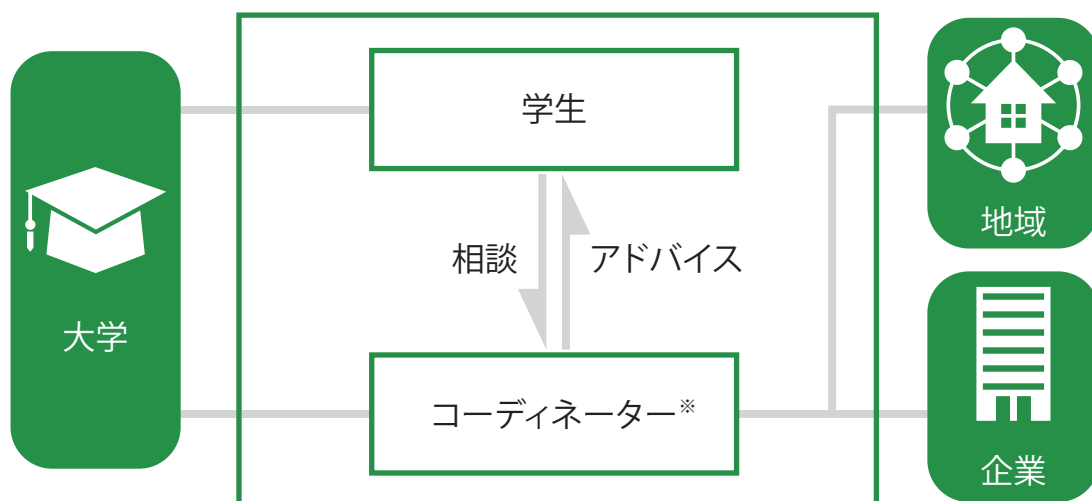 学生
地域
相談
アドバイス
大学
コーディネーター※
企業